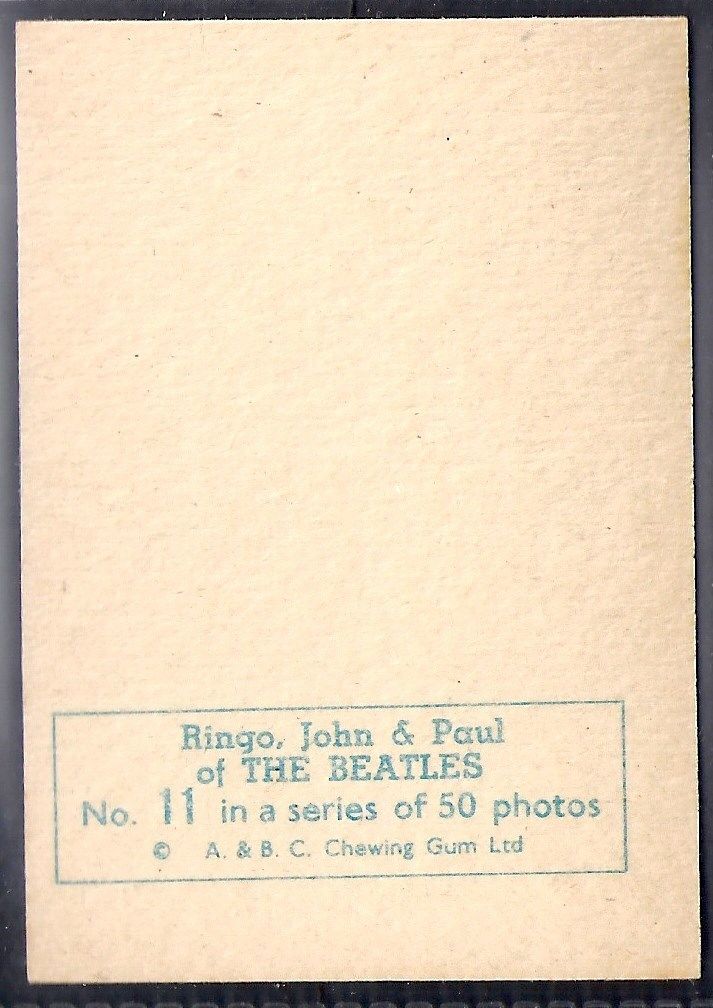 Ringo, John & Paul
of THE BEATLES
No. 11 in a series of 50 photos
© A. & B. C. Chewing Gum Ltd